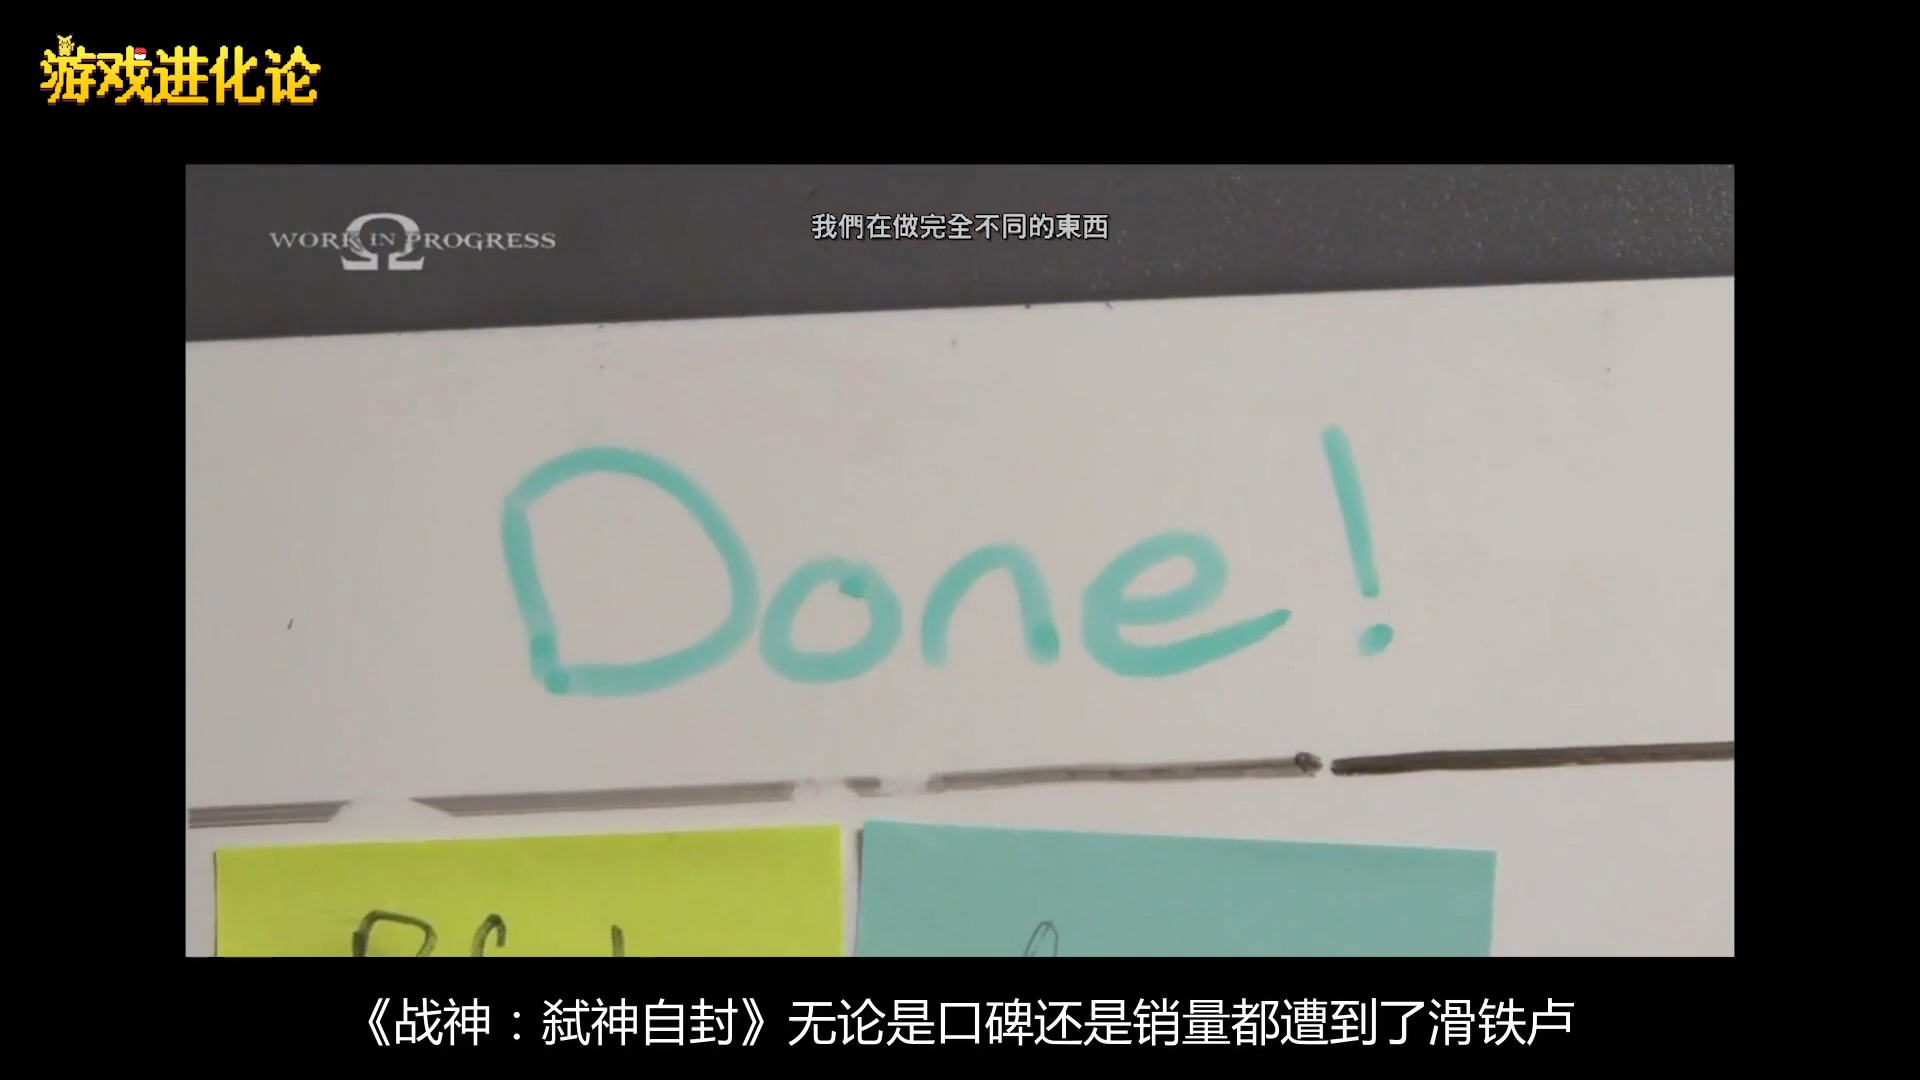 游戏进化论
我們在做完全不同的東西
WORK IN PROGRESS
Done!
《战神：弑神自封》无论是口碑还是销量都遭到了滑铁卢